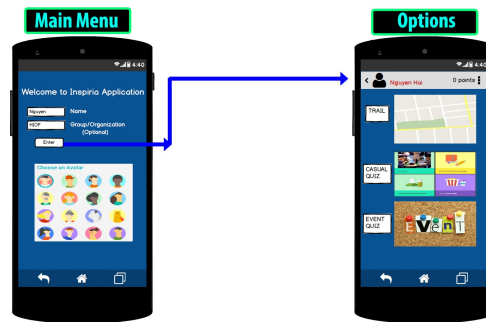 Main Menu
4:40
Welcome to Inspiria Application
Nguyen Name
HIOF Group/Organization
(Optional)
Enter
Choose an Avatar
Options
4:40
Nguyen Hoi 0 points
TRAIL
CASUAL
QUIZ
EVENT
QUIZ
EVENT